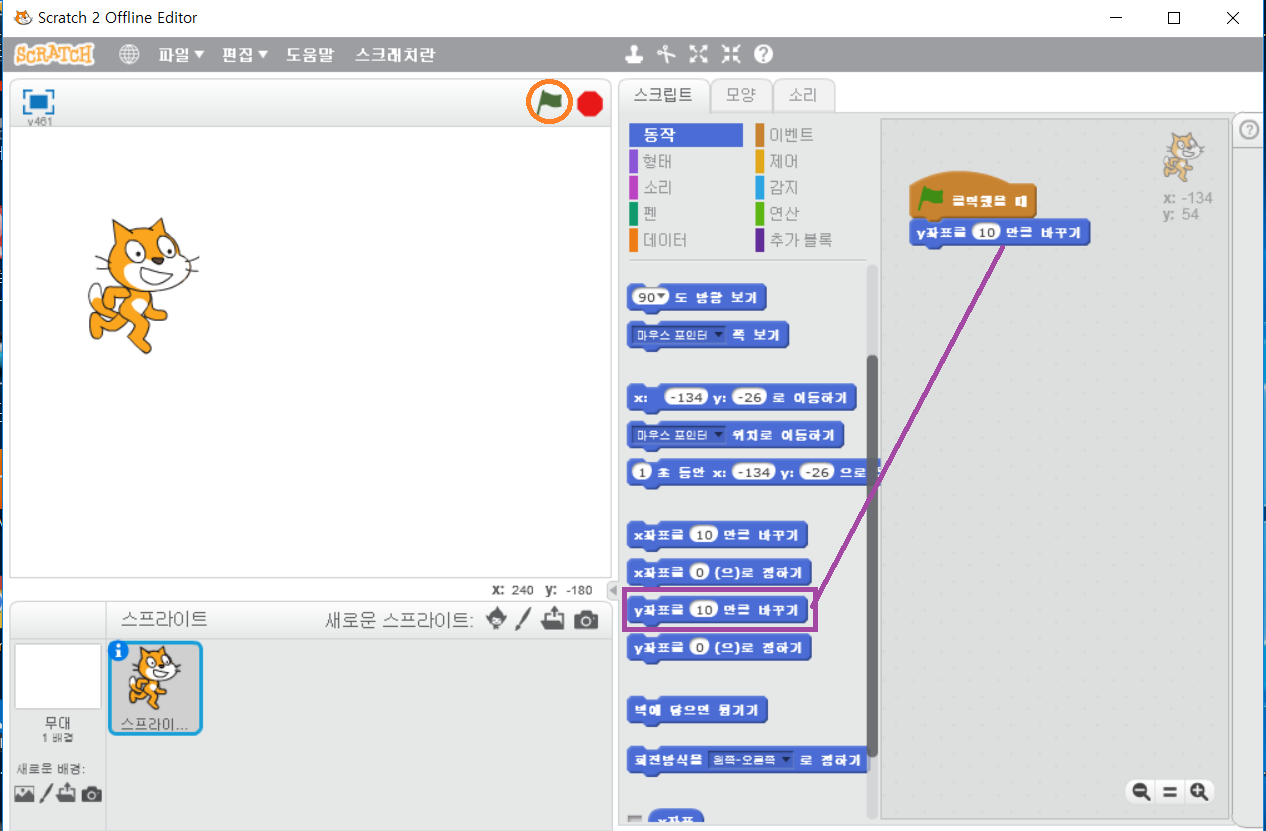 Scratch 2 Offline Editor
SCRATCH 파일 편집 도움말 스크래치란
v461
스크립트 모양 소리
동작 이벤트
형태 제어
소리 감지
펜 연산
데이터 추가 블록
90 도 방향 보기
마우스 포인터 쪽 보기
x: -134 y: -26 로 이동하기
마우스 포인터 위치로 이동하기
1 초 동안 x: -134 y: -26 으로
x좌표를 10 만큼 바꾸기
x좌표를 0 (으)로 정하기
y좌표를 10 만큼 바꾸기
y좌표를 0 (으)로 정하기
벽에 닿으면 튕기기
회전방식을 왼쪽-오른쪽 로 정하기
x좌표
클릭했을 때
y좌표를 10 만큼 바꾸기
x: -134
y: 54
x: 240 y: -180
스프라이트 새로운 스프라이트:
스프라이...
무대
1 배경
새로운 배경: